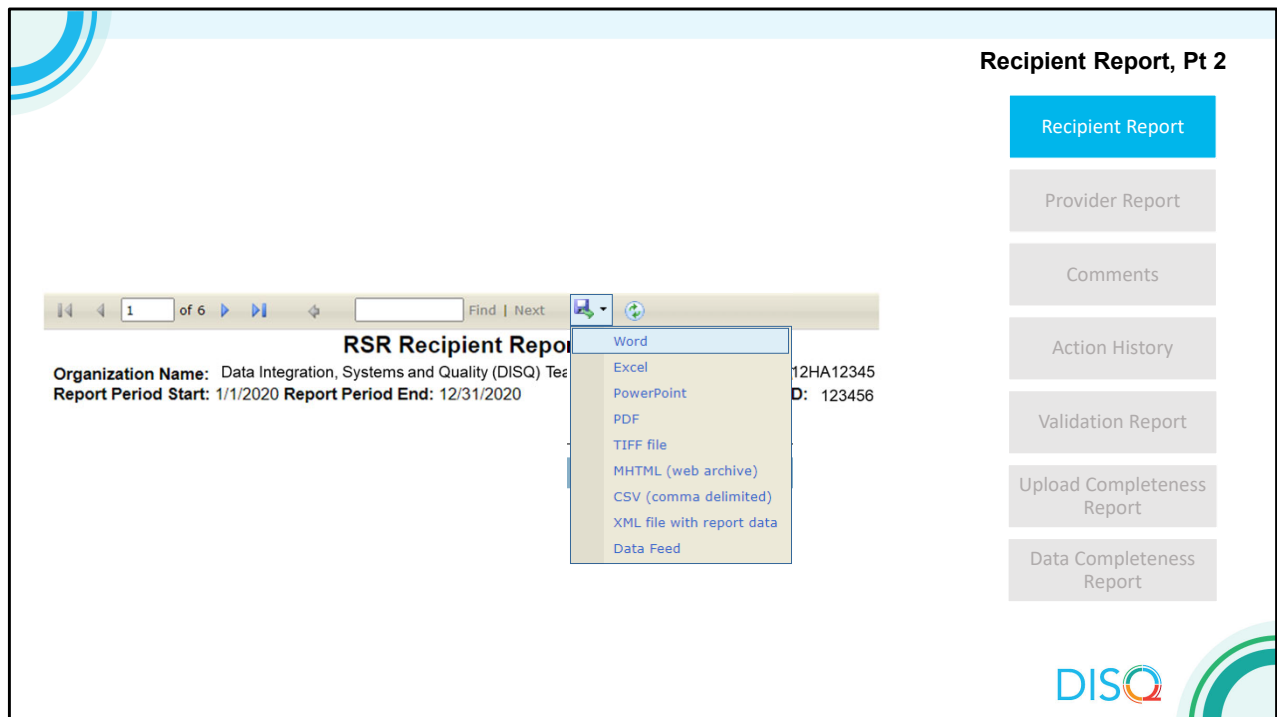 Recipient Report, Pt 2
Recipient Report
Provider Report
Comments
Action History
Validation Report
Upload Completeness
Report
Data Completeness
Report
1 of 6 Find | Next
RSR Recipient Repo
Organization Name: Data Integration, Systems and Quality (DISQ) Tea 12HA12345
Report Period Start: 1/1/2020 Report Period End: 12/31/2020 D: 123456
Word
Excel
PowerPoint
PDF
TIFF file
MHTML (web archive)
CSV (comma delimited)
XML file with report data
Data Feed
DISQ